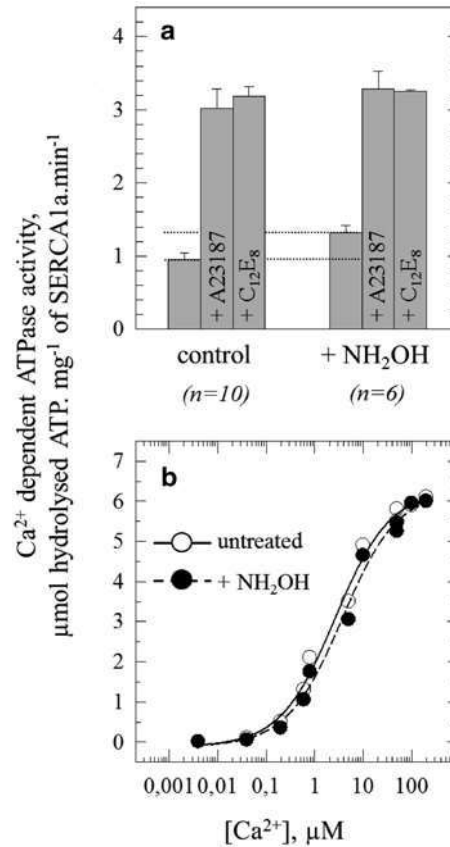 Ca²⁺ dependent ATPase activity,
µmol hydrolysed ATP. mg⁻¹ of SERCA1a.min⁻¹
a
4
3
2
1
0
+ A23187
+ C₁₂E₈
+ A23187
+ C₁₂E₈
control
+ NH₂OH
(n=10)
(n=6)
b
7
6
5
4
3
2
1
0
untreated
+ NH₂OH
0,001 0,01 0,1 1 10 100
[Ca²⁺], µM